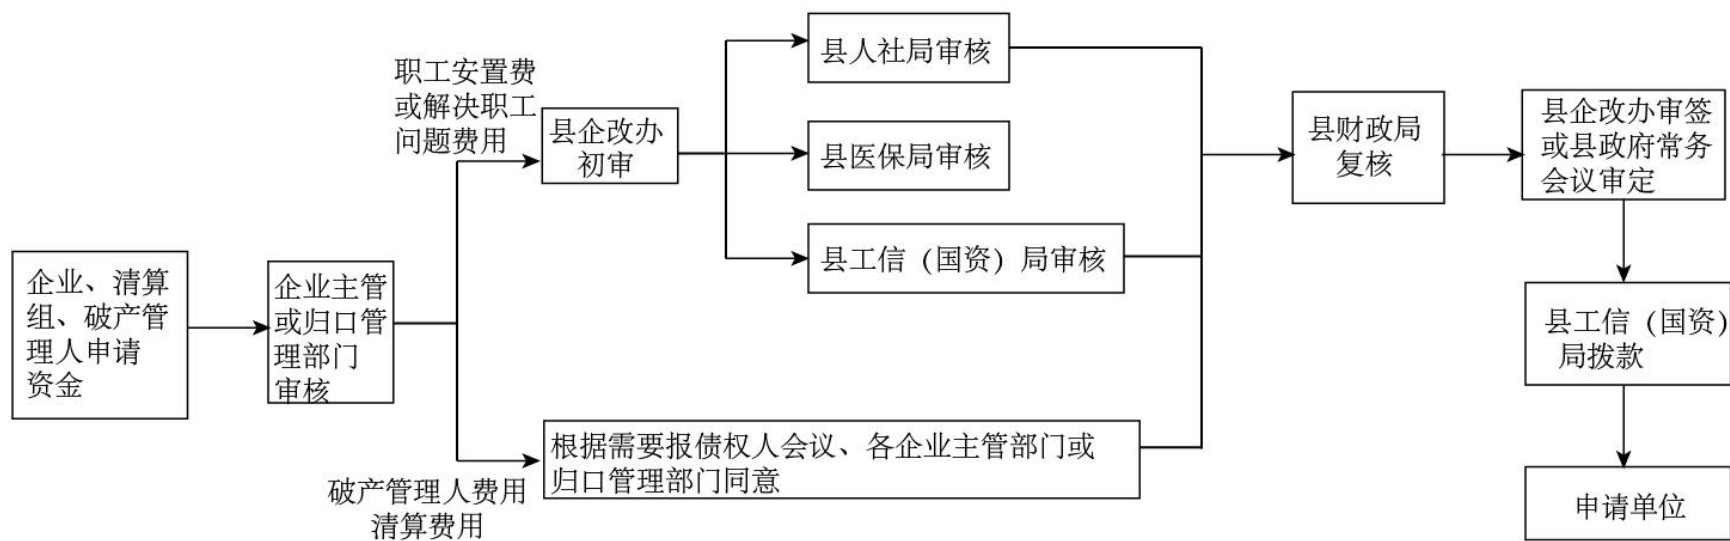 企业、清算
组、破产管
理人申请
资金
企业主管
或归口管
理部门
审核
职工安置费
或解决职工
问题费用
县企改办
初审
县人社局审核
县医保局审核
县工信（国资）局审核
破产管理人费用
清算费用
根据需要报债权人会议、各企业主管部门或
归口管理部门同意
县财政局
复核
县企改办审签
或县政府常务
会议审定
县工信（国资）
局拨款
申请单位